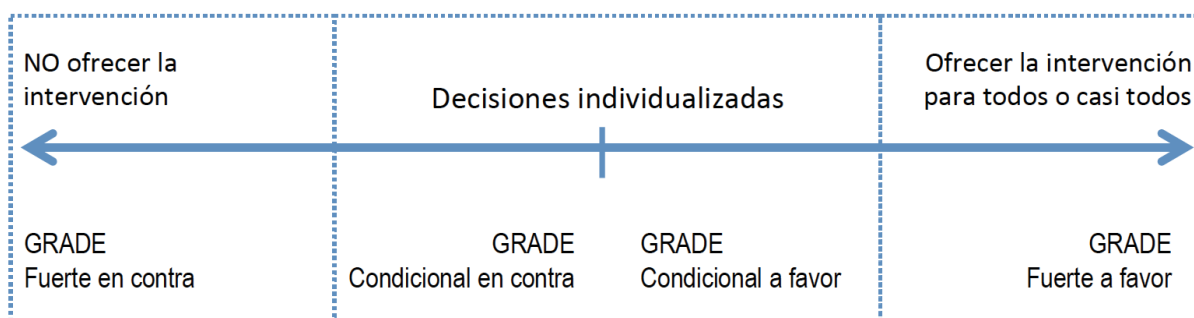 NO ofrecer la
intervención
Decisiones individualizadas
Ofrecer la intervención
para todos o casi todos
GRADE
Fuerte en contra
GRADE
Condicional en contra
GRADE
Condicional a favor
GRADE
Fuerte a favor